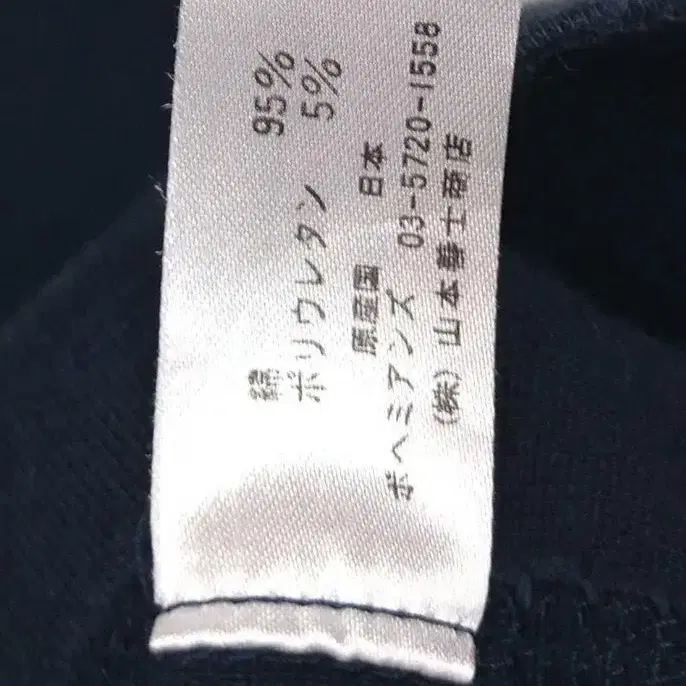 綿 95%
ポリウレタン 5%
原産国 日本
ボヘミアンズ 03-5720-1558
(株) 山本善士商店